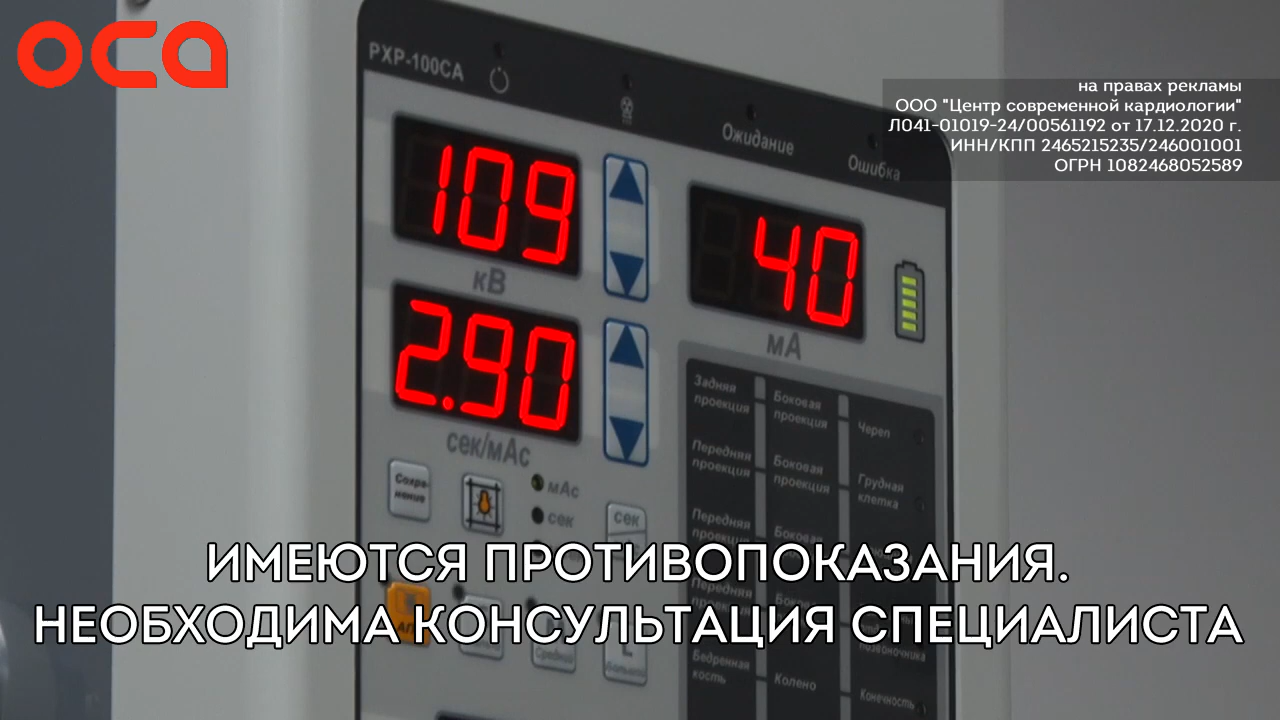 оса
РХР-100СА
на правах рекламы
ООО "Центр современной кардиологии"
Л041-01019-24/00561192 от 17.12.2020 г.
ИНН/КПП 2465215235/246001001
ОГРН 1082468052589
Ожидание
Ошибка
109
40
кВ
мА
2.90
сек/мАс
Задняя проекция
Боковая проекция
Череп
Передняя проекция
Боковая проекция
Грудная клетка
Передняя
Сохра-
нение
мАс
сек
сек
ИМЕЮТСЯ ПРОТИВОПОКАЗАНИЯ.
НЕОБХОДИМА КОНСУЛЬТАЦИЯ СПЕЦИАЛИСТА
L
позвоночника
Бедренная
кость
Колено
Конечность